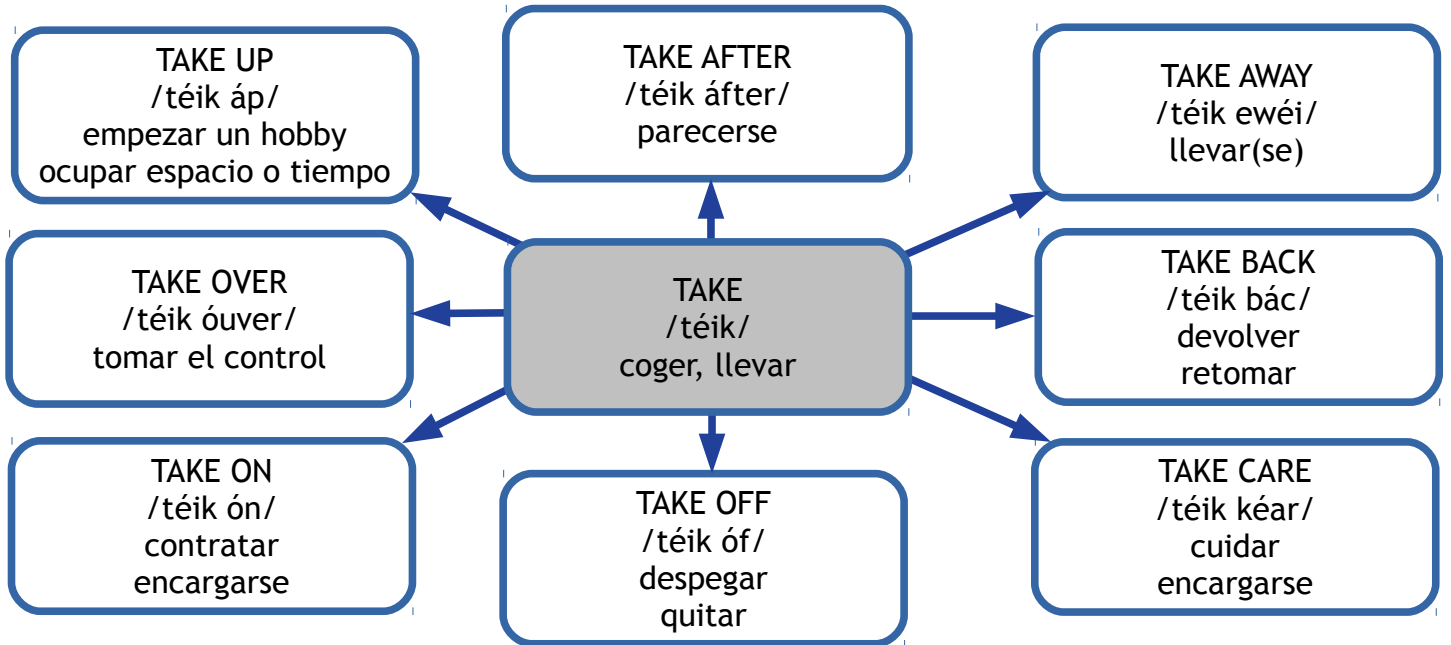 TAKE UP
/téik áp/
empezar un hobby
ocupar espacio o tiempo
TAKE AFTER
/téik áfter/
parecerse
TAKE AWAY
/téik ewéi/
llevar(se)
TAKE OVER
/téik óuver/
tomar el control
TAKE
/téik/
coger, llevar
TAKE BACK
/téik bác/
devolver
retomar
TAKE ON
/téik ón/
contratar
encargarse
TAKE OFF
/téik óf/
despegar
quitar
TAKE CARE
/téik kéar/
cuidar
encargarse